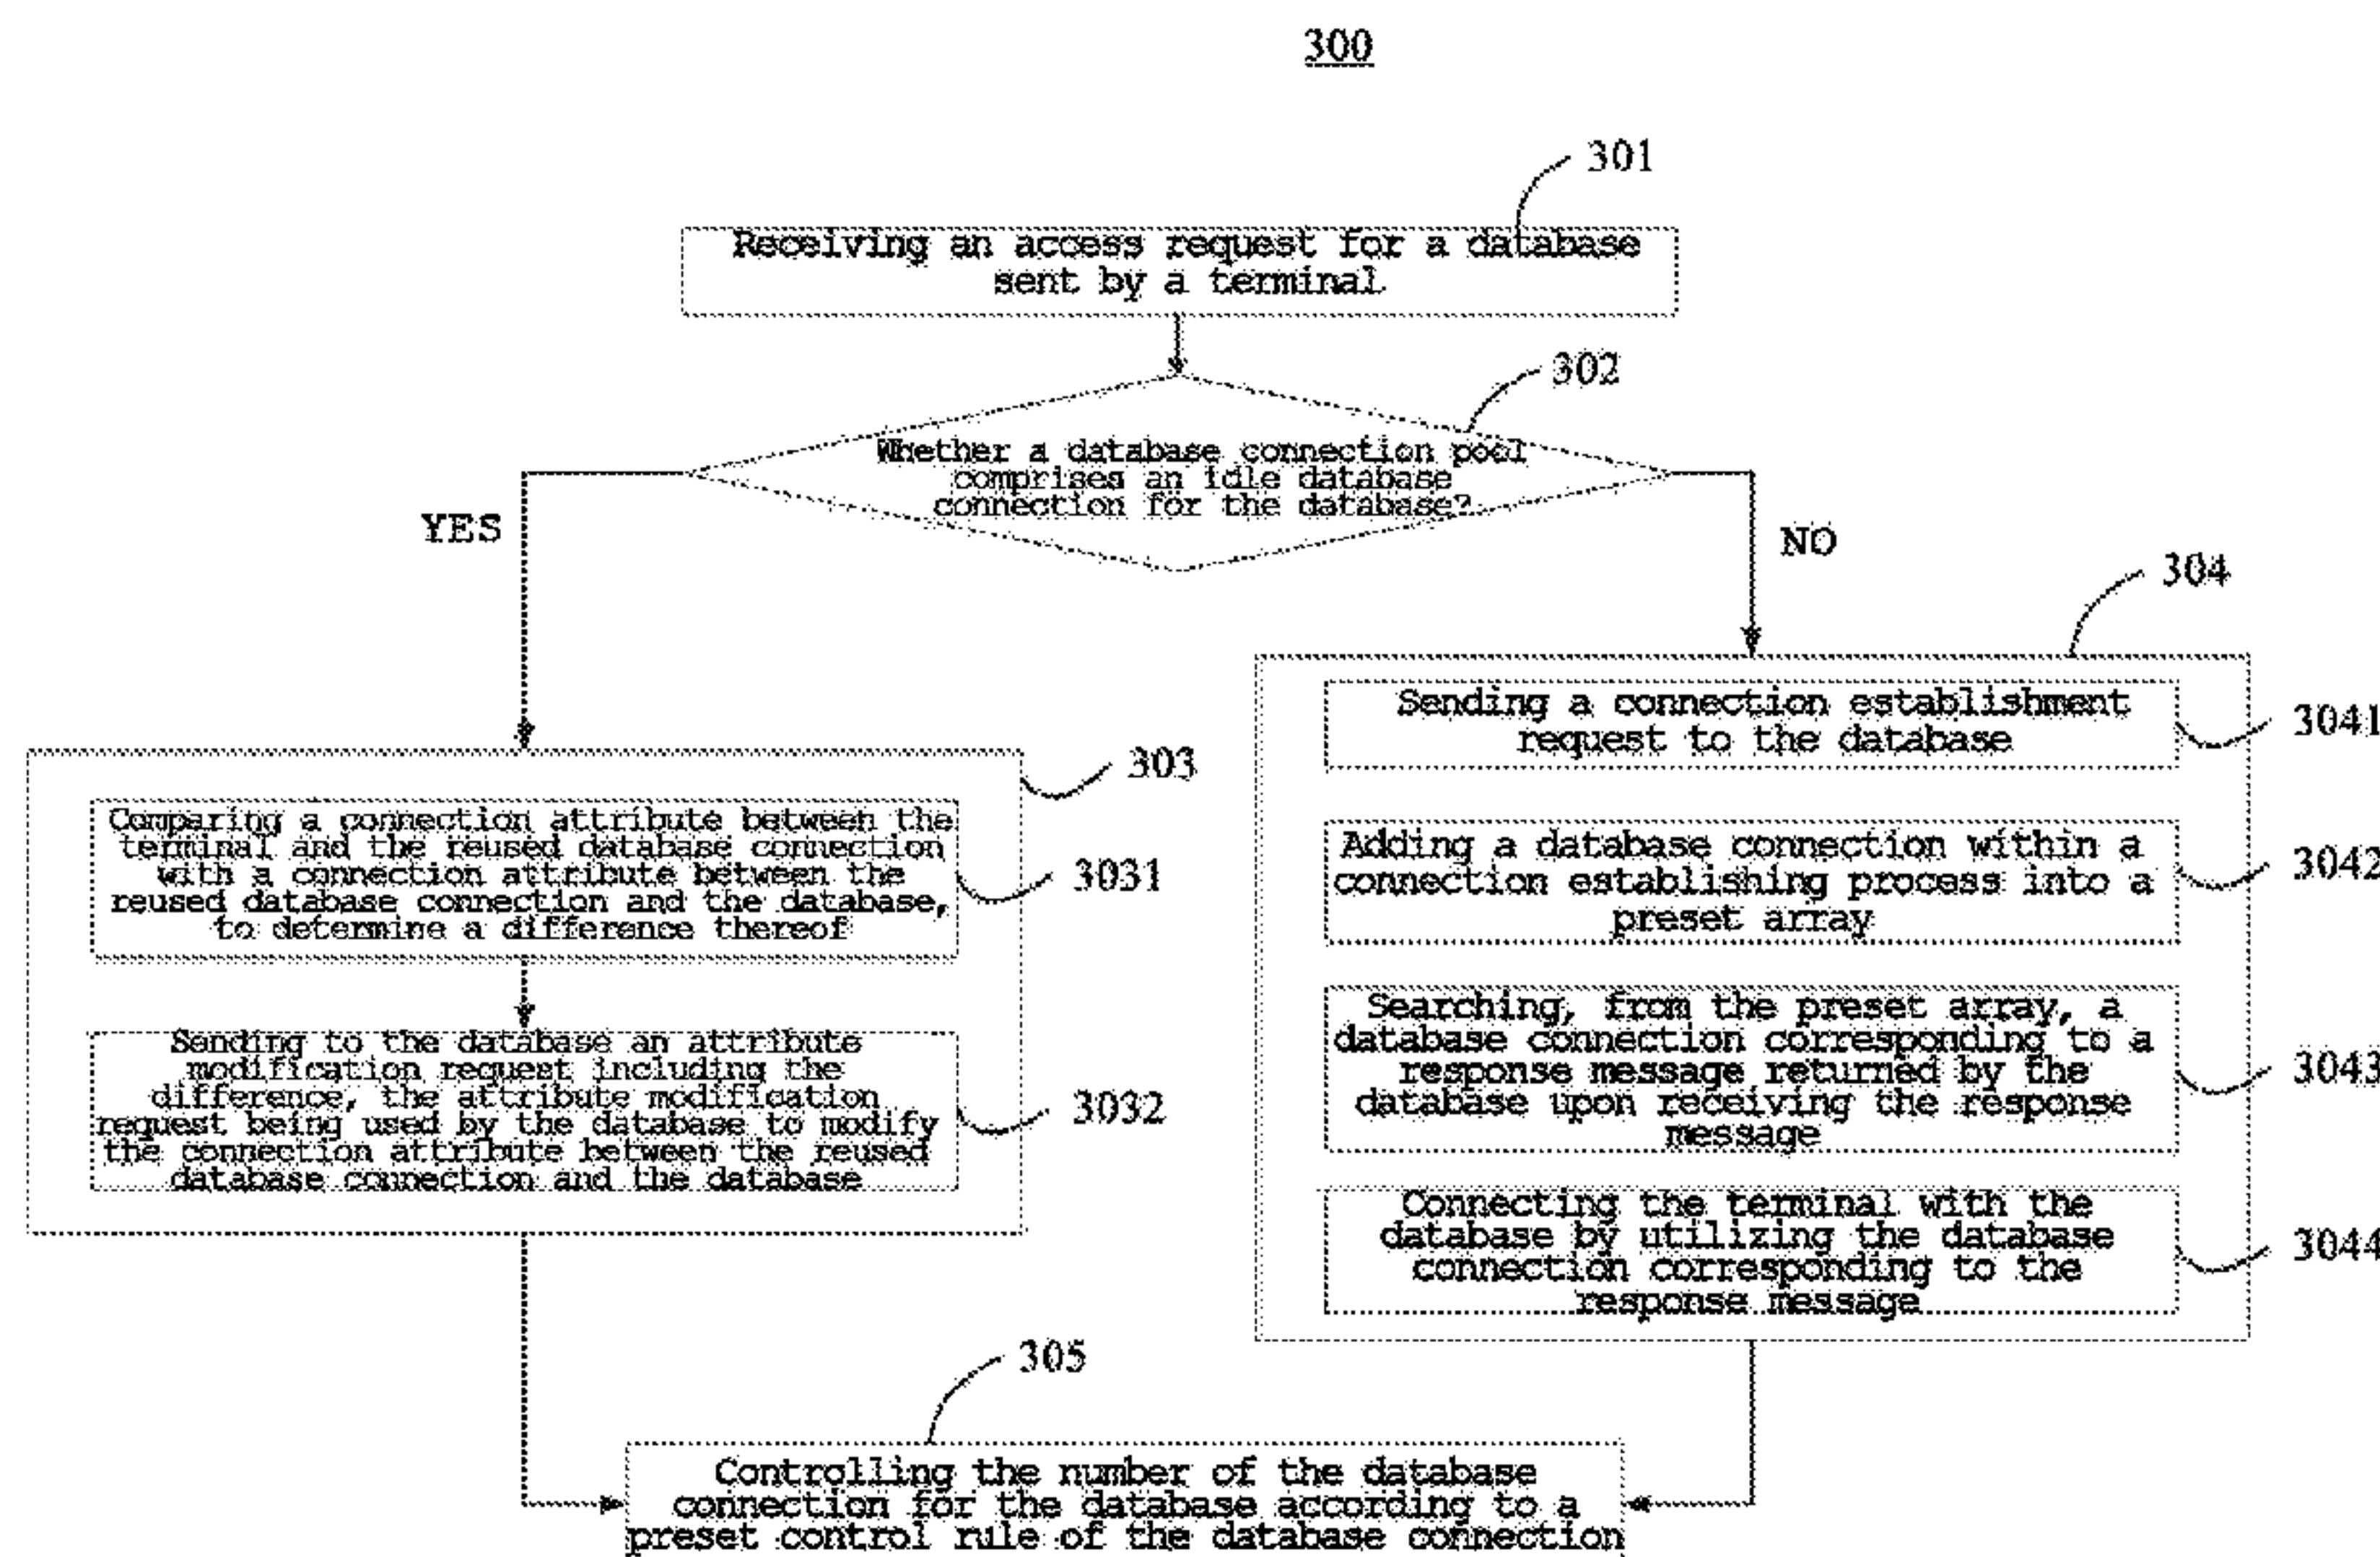 300
301
Receiving an access request for a database
sent by a terminal
302
Whether a database connection pool
comprises an idle database
connection for the database?
YES
NO
303
Comparing a connection attribute between the
terminal and the reused database connection
with a connection attribute between the
reused database connection and the database,
to determine a difference thereof
3031
Sending to the database an attribute
modification request including the
difference, the attribute modification
request being used by the database to modify
the connection attribute between the reused
database connection and the database
3032
304
Sending a connection establishment
request to the database
3041
Adding a database connection within a
connection establishing process into a
preset array
3042
Searching, from the preset array, a
database connection corresponding to a
response message returned by the
database upon receiving the response
message
3043
Connecting the terminal with the
database by utilizing the database
connection corresponding to the
response message
3044
305
Controlling the number of the database
connection for the database according to a
preset control rule of the database connection